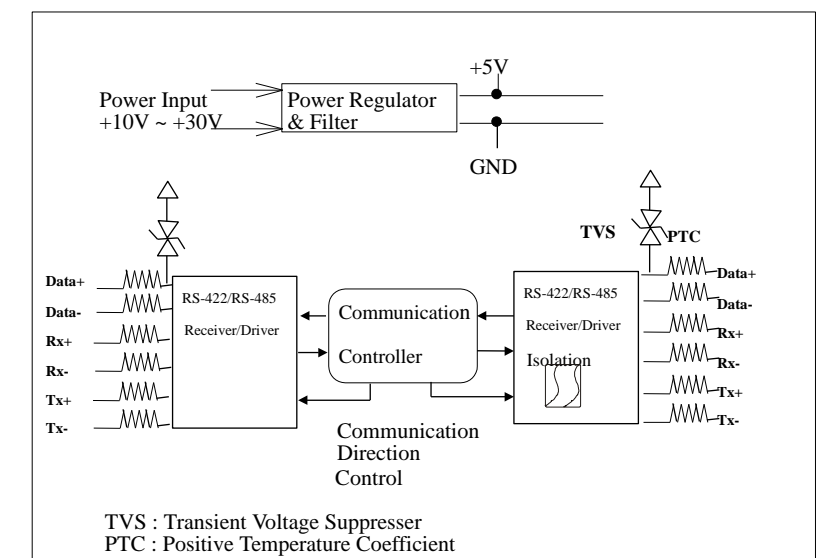 +5V
Power Input
+10V ~ +30V
Power Regulator
& Filter
GND
TVS
PTC
Data+
Data-
Rx+
Rx-
Tx+
Tx-
RS-422/RS-485
Receiver/Driver
Communication
Controller
RS-422/RS-485
Receiver/Driver
Isolation
Data+
Data-
Rx+
Rx-
Tx+
Tx-
Communication
Direction
Control
TVS : Transient Voltage Suppresser
PTC : Positive Temperature Coefficient